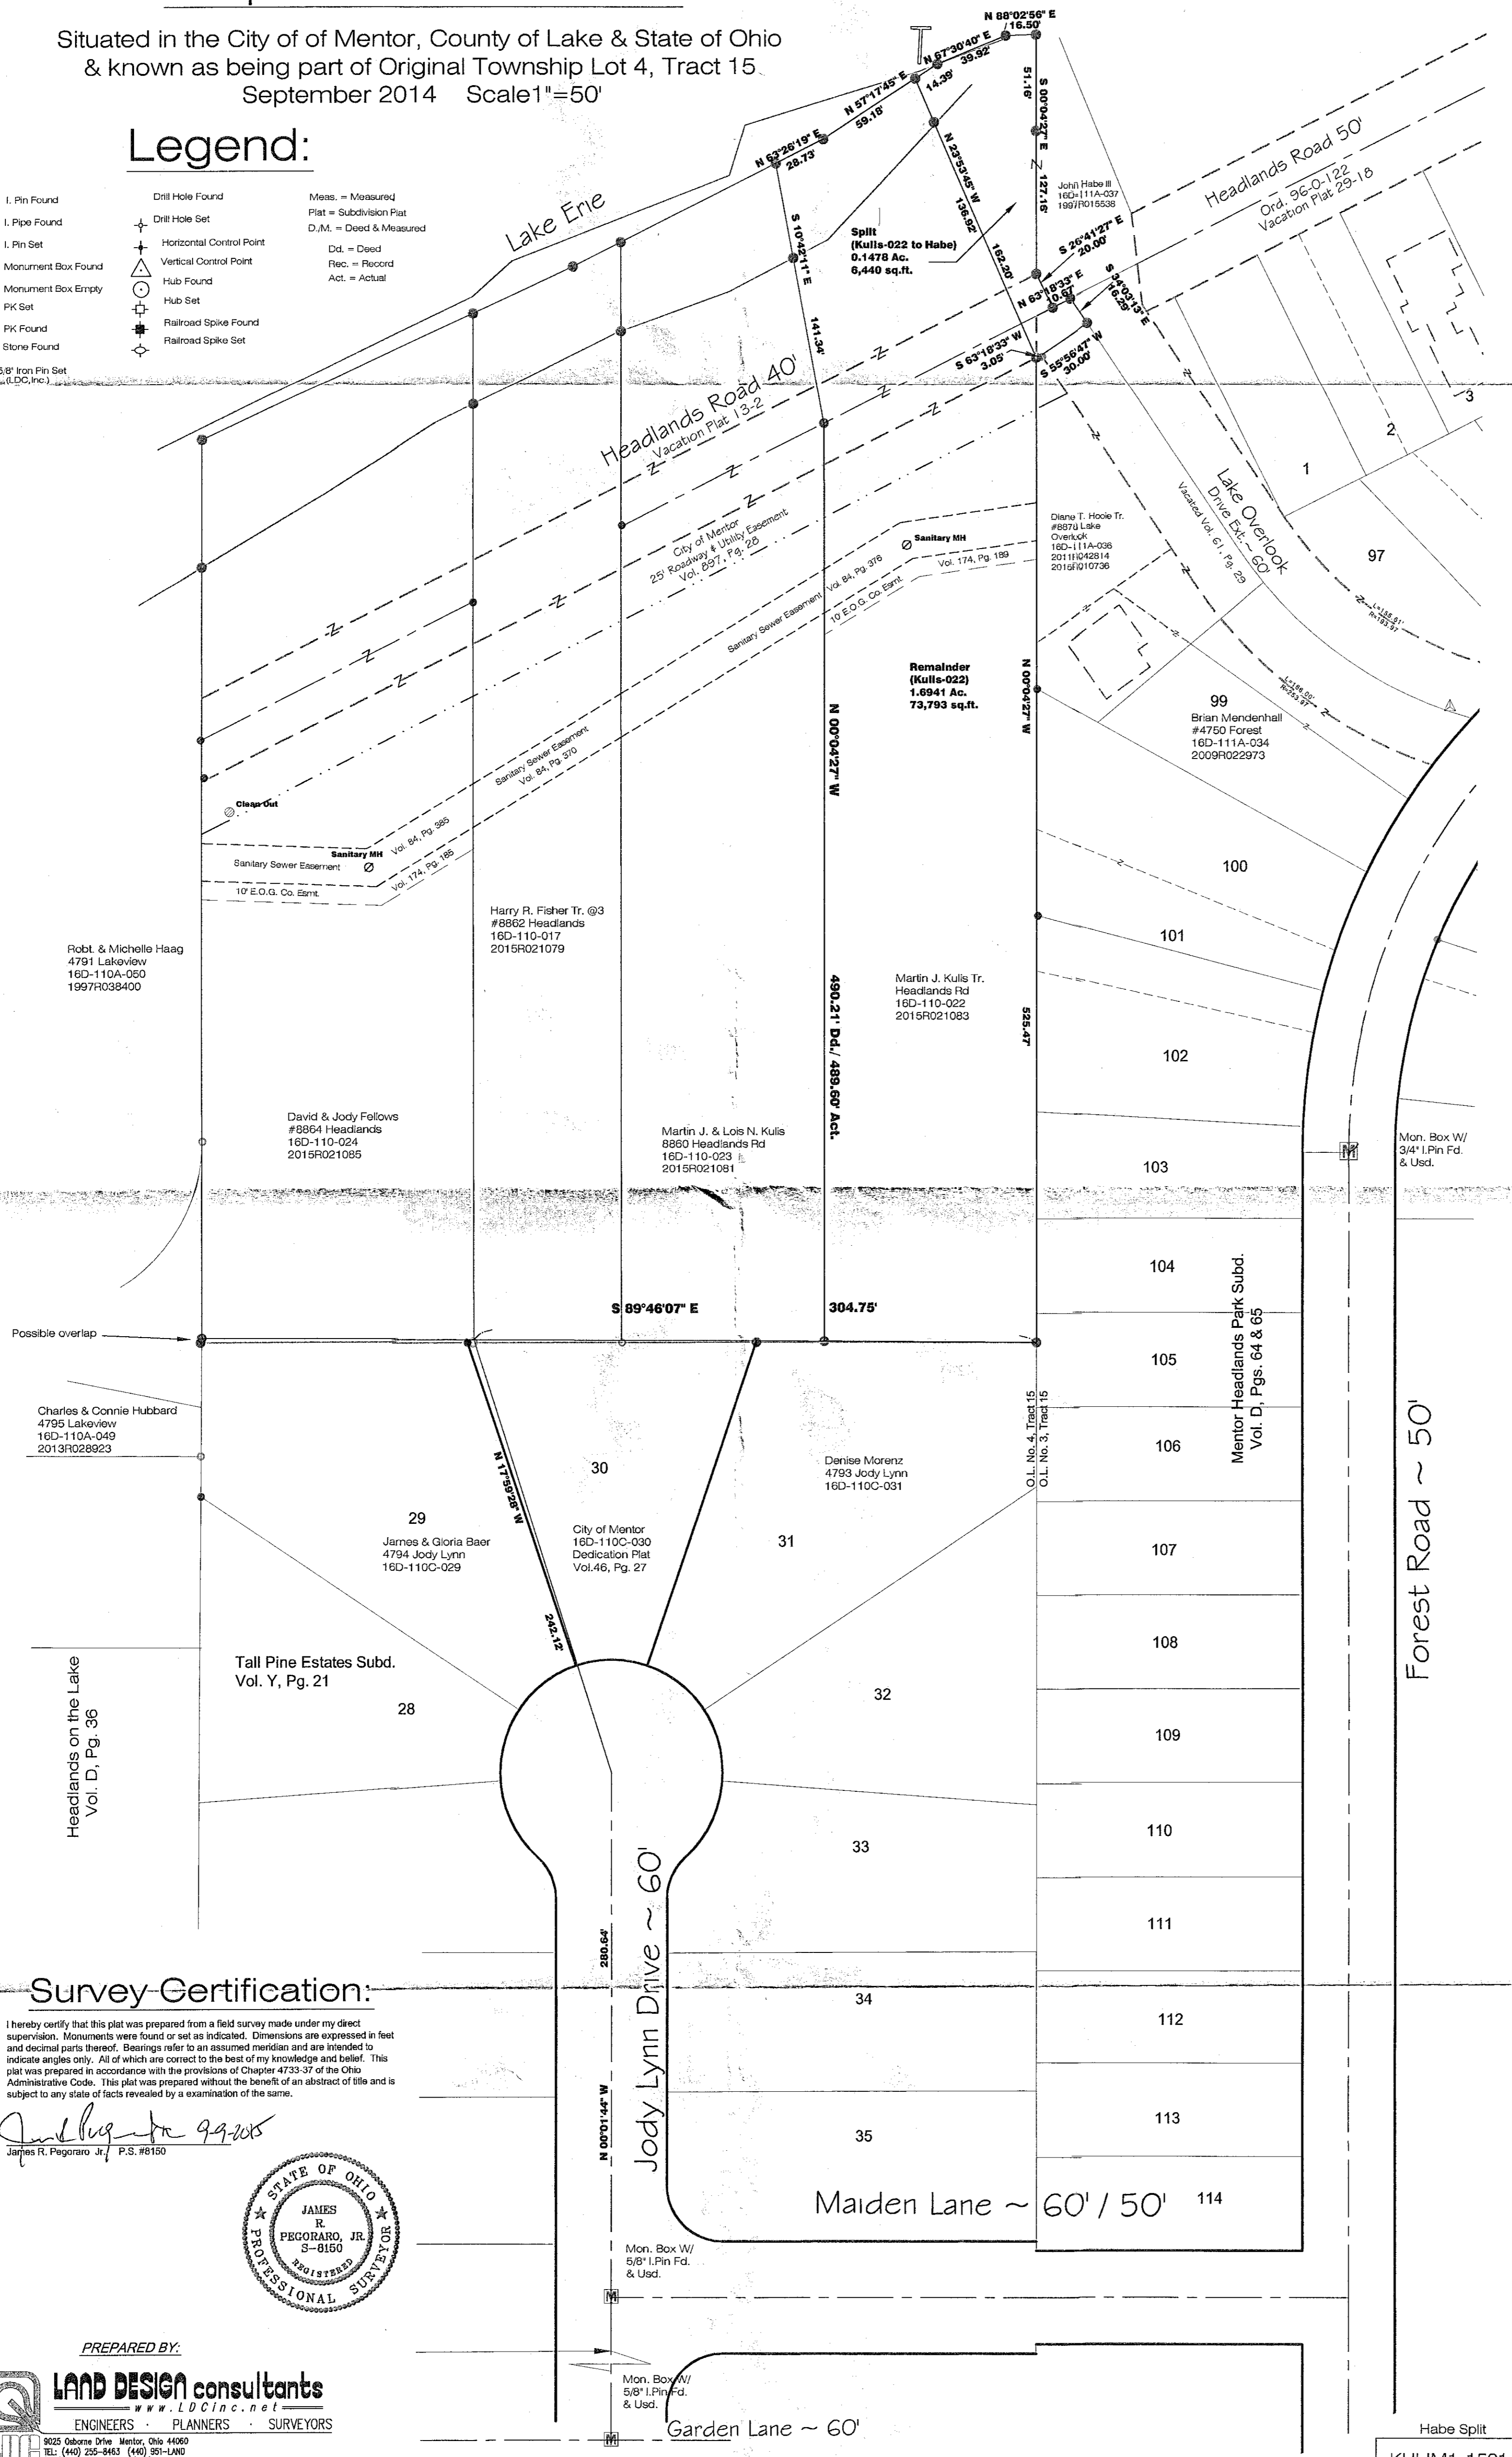 Situated in the City of of Mentor, County of Lake & State of Ohio
& known as being part of Original Township Lot 4, Tract 15.
September 2014 Scale1"=50'
Legend:
I. Pin Found
I. Pipe Found
I. Pin Set
Monument Box Found
Monument Box Empty
PK Set
PK Found
Stone Found
5/8" Iron Pin Set
(LDC,Inc.)
Drill Hole Found
Drill Hole Set
Horizontal Control Point
Vertical Control Point
Hub Found
Hub Set
Railroad Spike Found
Railroad Spike Set
Meas. = Measured
Plat = Subdivision Plat
D./M. = Deed & Measured
Dd. = Deed
Rec. = Record
Act. = Actual
N 88°02'56" E
16.50'
N 67°30'40" E
39.92'
14.39'
N 57°17'45" E
59.18'
N 63°26'19" E
28.73'
S 00°04'27" E
51.16'
127.16'
N 23°53'45" W
136.92'
162.20'
S 10°42'11" E
141.34'
Lake Erie
Split
(Kulis-022 to Habe)
0.1478 Ac.
6,440 sq.ft.
John Habe III
16D-111A-037
1997R015538
Headlands Road 50'
Ord. 96-0-122
Vacation Plat 29-18
S 26°41'27" E
20.00'
N 63°18'33" E
10.67'
S 34°03'13" E
16.29'
S 63°18'33" W
3.05'
S 55°56'47" W
30.00'
Headlands Road 40'
Vacation Plat 13-2
3
2
1
97
Lake Overlook
Drive Ext. ~ 60'
Vacated Vol. 61, Pg. 29
City of Mentor
25' Roadway & Utility Easement
Vol. 897, Pg. 28
Sanitary MH
Vol. 174, Pg. 189
Sanitary Sewer Easement
Vol. 84, Pg. 376
10' E.O.G. Co. Esmt.
Diane T. Hooie Tr.
#8878 Lake
Overlook
16D-111A-036
2011R042814
2015R010736
Remainder
(Kulis-022)
1.6941 Ac.
73,793 sq.ft.
N 00°04'27" W
N 00°04'27" W
99
Brian Mendenhall
#4750 Forest
16D-111A-034
2009R022973
Sanitary Sewer Easement
Vol. 84, Pg. 370
Clean Out
Sanitary MH
Vol. 84, Pg. 385
Sanitary Sewer Easement
Vol. 174, Pg. 185
10' E.O.G. Co. Esmt.
100
101
102
103
Robt. & Michelle Haag
4791 Lakeview
16D-110A-050
1997R038400
Harry R. Fisher Tr. @3
#8862 Headlands
16D-110-017
2015R021079
Martin J. Kulis Tr.
Headlands Rd
16D-110-022
2015R021083
490.21' Dd./ 489.60' Act.
525.47'
David & Jody Fellows
#8864 Headlands
16D-110-024
2015R021085
Martin J. & Lois N. Kulis
8860 Headlands Rd
16D-110-023
2015R021081
Mon. Box W/
3/4" I.Pin Fd.
& Usd.
M
104
105
106
107
108
109
110
111
112
113
114
S 89°46'07" E
304.75'
Possible overlap
Mentor Headlands Park Subd.
Vol. D, Pgs. 64 & 65
O.L. No. 4, Tract 15
O.L. No. 3, Tract 15
Forest Road ~ 50'
Charles & Connie Hubbard
4795 Lakeview
16D-110A-049
2013R028923
N 17°59'28" W
242.12'
30
Denise Morenz
4793 Jody Lynn
16D-110C-031
29
James & Gloria Baer
4794 Jody Lynn
16D-110C-029
City of Mentor
16D-110C-030
Dedication Plat
Vol.46, Pg. 27
31
Tall Pine Estates Subd.
Vol. Y, Pg. 21
28
32
Headlands on the Lake
Vol. D, Pg. 36
33
34
35
280.64'
Jody Lynn Drive ~ 60'
N 00°01'44" W
Maiden Lane ~ 60' / 50'
Survey Certification:
I hereby certify that this plat was prepared from a field survey made under my direct
supervision. Monuments were found or set as indicated. Dimensions are expressed in feet
and decimal parts thereof. Bearings refer to an assumed meridian and are intended to
indicate angles only. All of which are correct to the best of my knowledge and belief. This
plat was prepared in accordance with the provisions of Chapter 4733-37 of the Ohio
Administrative Code. This plat was prepared without the benefit of an abstract of title and is
subject to any state of facts revealed by a examination of the same.
9-9-2015
James R. Pegoraro Jr. P.S. #8150
STATE OF OHIO
JAMES
R.
PEGORARO, JR.
S-8150
REGISTERED
PROFESSIONAL SURVEYOR
Mon. Box W/
5/8" I.Pin Fd.
& Usd.
M
Mon. Box W/
5/8" I.Pin Fd.
& Usd.
M
Garden Lane ~ 60'
PREPARED BY:
LAND DESIGN consultants
www.LDCinc.net
ENGINEERS · PLANNERS · SURVEYORS
9025 Osborne Drive Mentor, Ohio 44060
TEL: (440) 255-8463 (440) 951-LAND
Habe Split